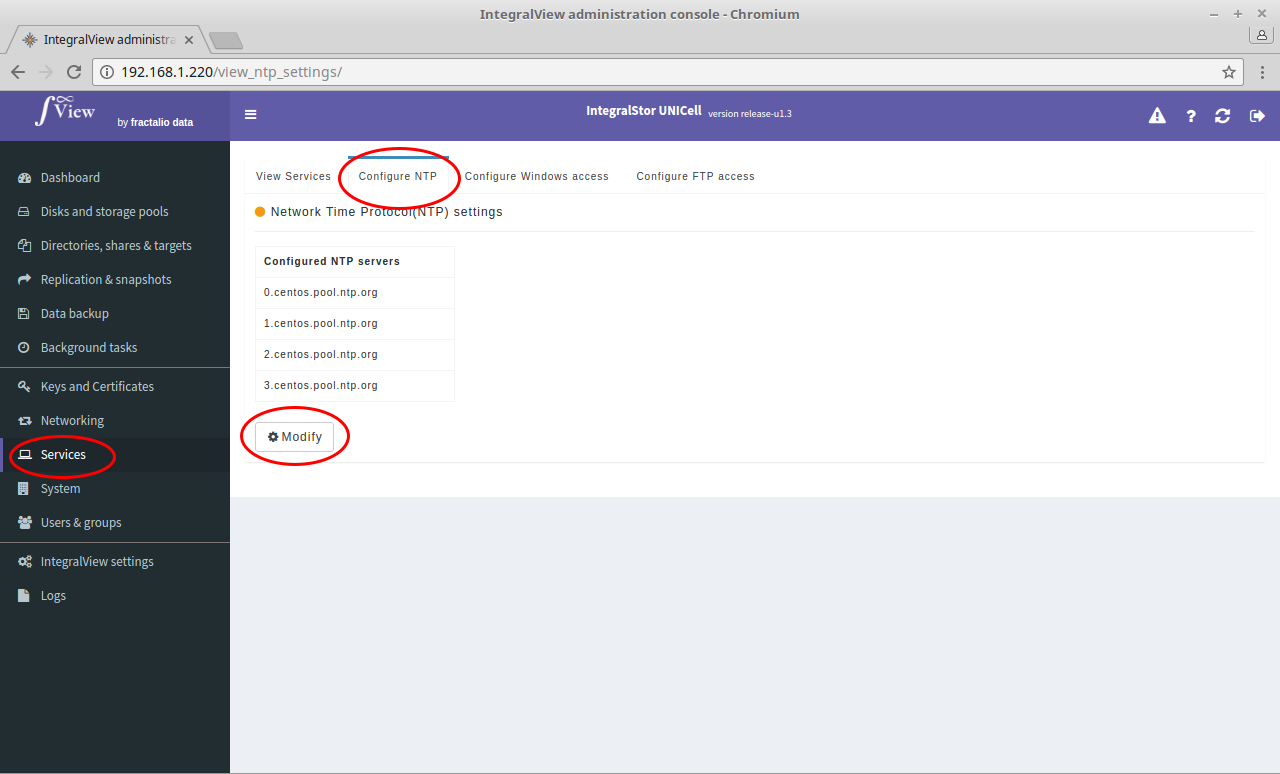 IntegralView administration console - Chromium
IntegralView administra
192.168.1.220/view_ntp_settings/
View
by fractalio data
IntegralStor UNICell version release-u1.3
Dashboard
Disks and storage pools
Directories, shares & targets
Replication & snapshots
Data backup
Background tasks
Keys and Certificates
Networking
Services
System
Users & groups
IntegralView settings
Logs
View Services
Configure NTP
Configure Windows access
Configure FTP access
Network Time Protocol(NTP) settings
Configured NTP servers
0.centos.pool.ntp.org
1.centos.pool.ntp.org
2.centos.pool.ntp.org
3.centos.pool.ntp.org
Modify